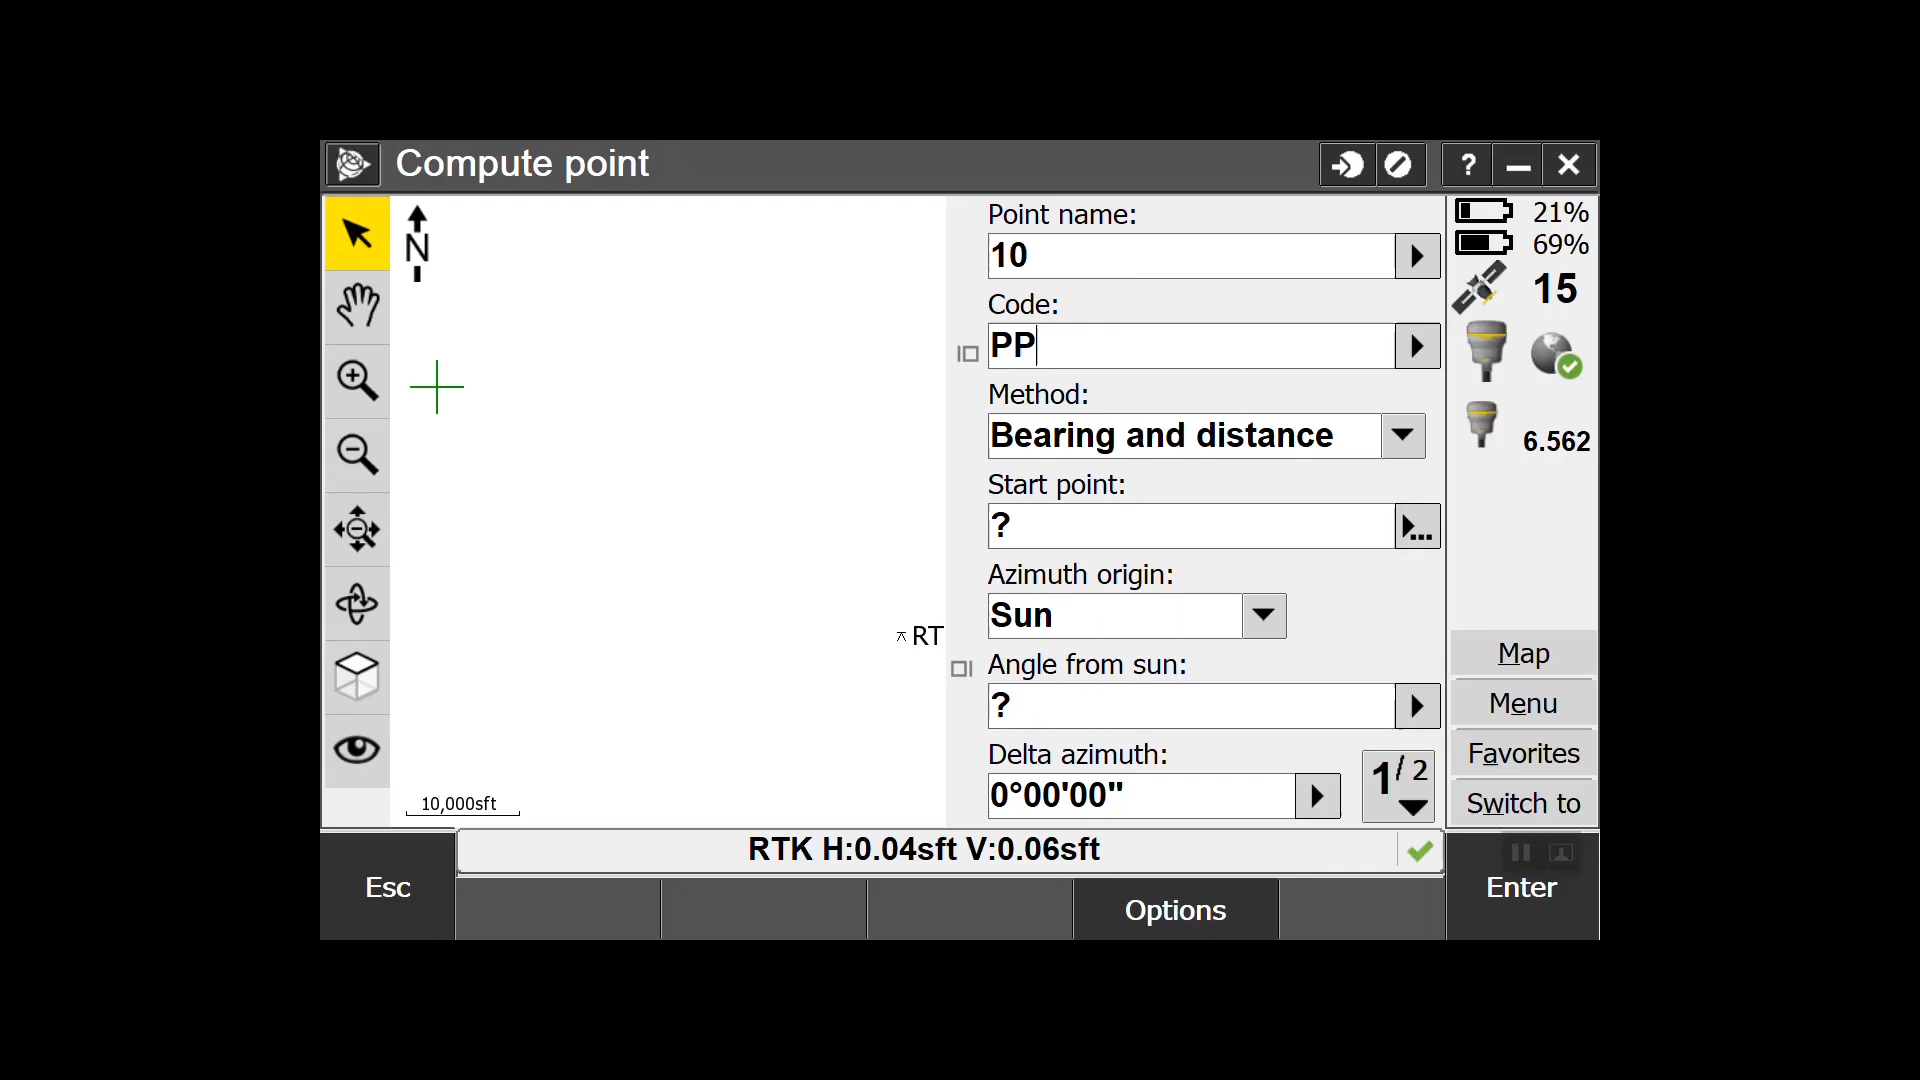 Compute point
?
N
Point name:
10
Code:
PP
Method:
Bearing and distance
Start point:
?
...
Azimuth origin:
Sun
Angle from sun:
?
Delta azimuth:
0°00'00"
1/2
RT
10,000sft
21%
69%
15
6.562
Map
Menu
Favorites
Switch to
RTK H:0.04sft V:0.06sft
Esc
Options
Enter